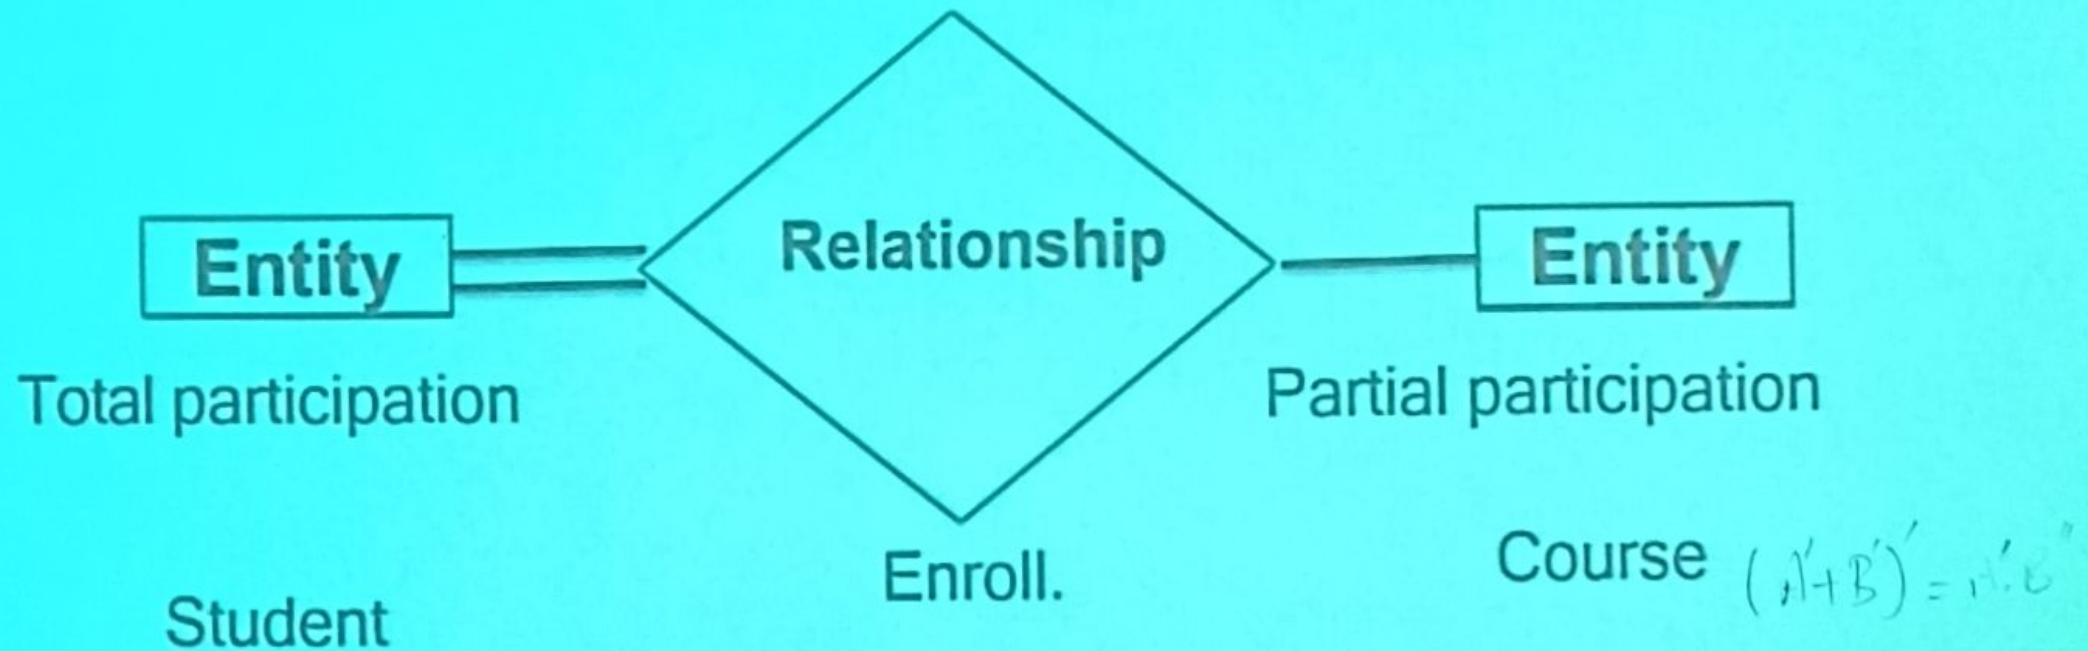 Entity
Relationship
Entity
Total participation
Partial participation
Student
Enroll.
Course
(A'+B')' =